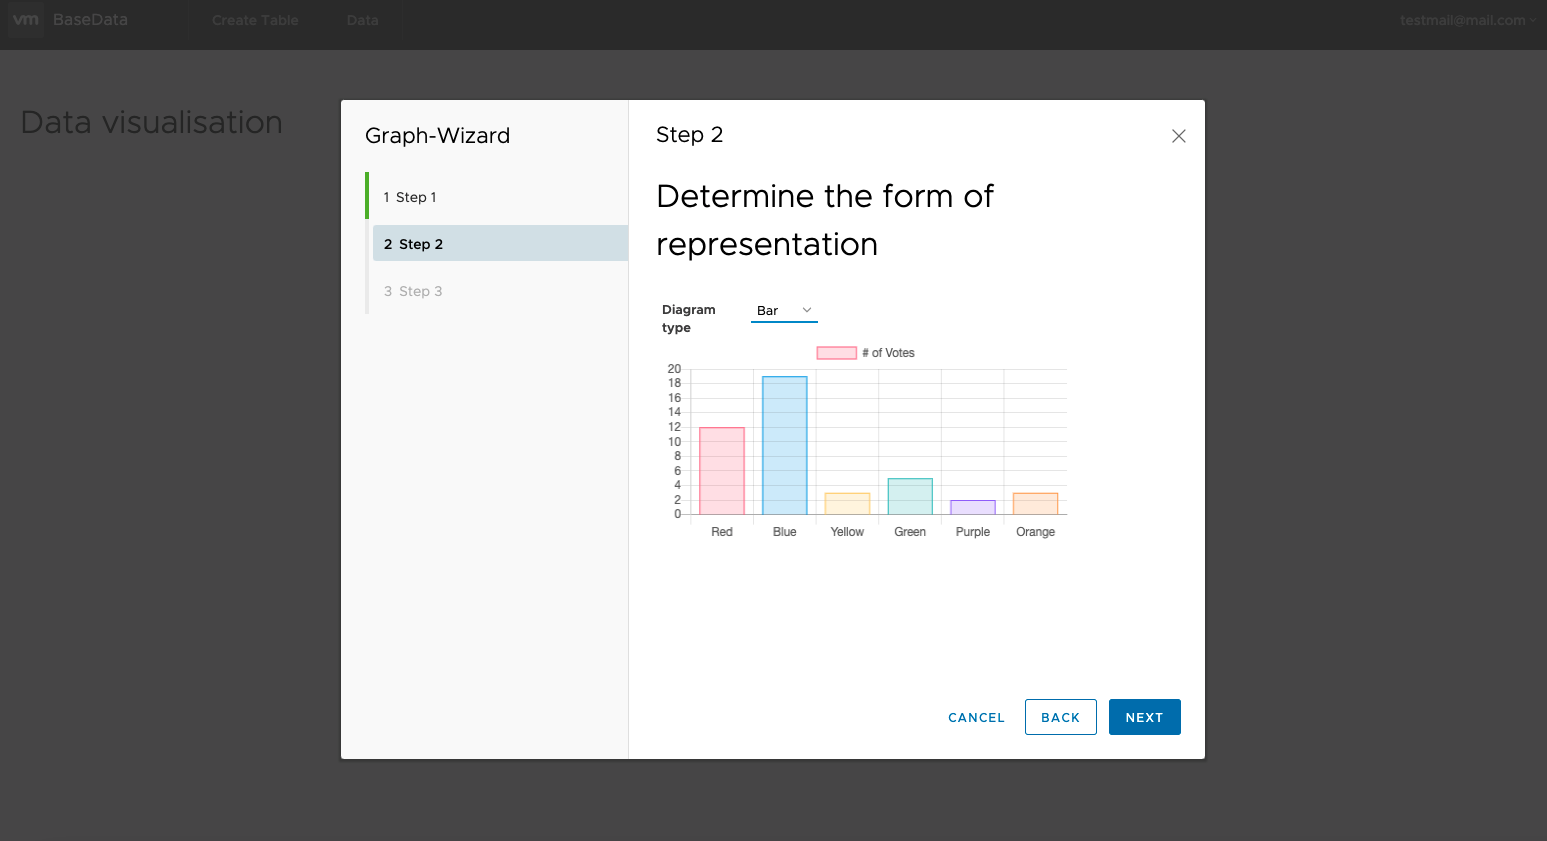 vm BaseData Create Table Data testmail@mail.com
Data visualisation
Graph-Wizard
1 Step 1
2 Step 2
3 Step 3
Step 2
Determine the form of
representation
Diagram
type
Bar
# of Votes
20
18
16
14
12
10
8
6
4
2
0
Red Blue Yellow Green Purple Orange
CANCEL BACK NEXT